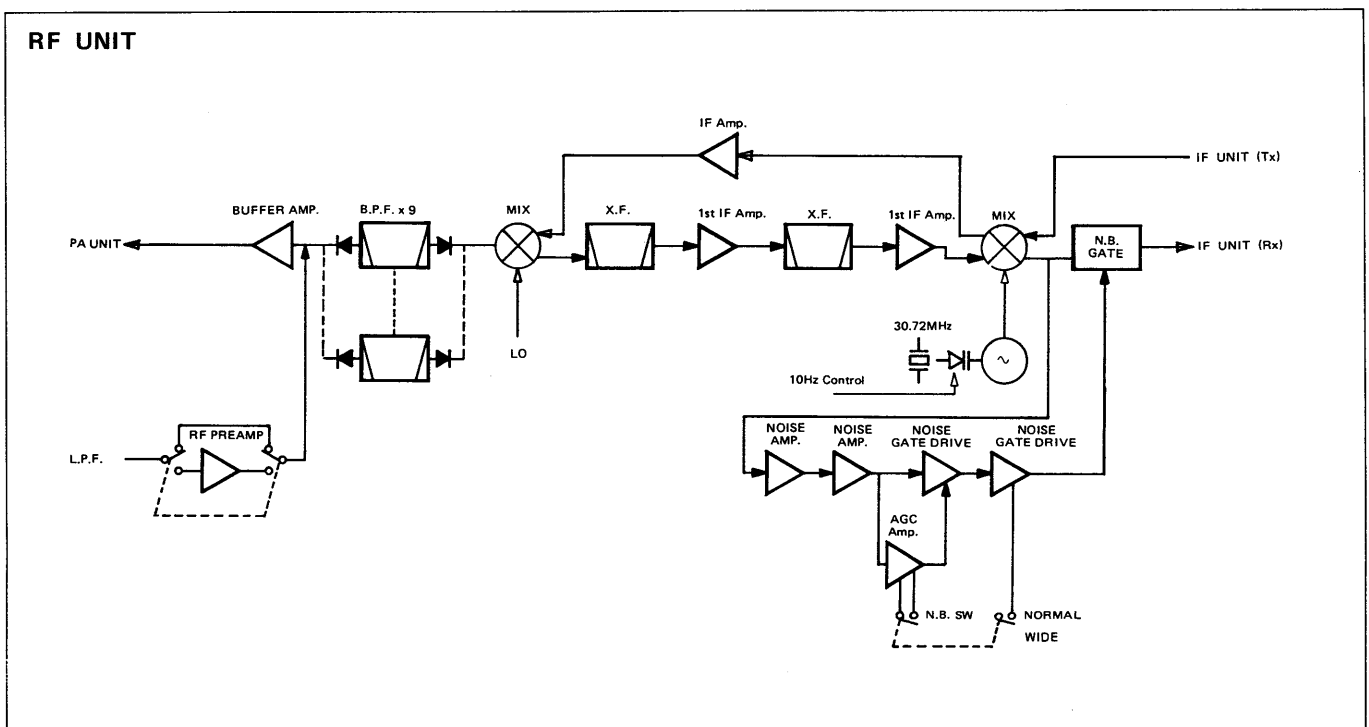 RF UNIT
IF Amp.
IF UNIT (Tx)
BUFFER AMP.
B.P.F. x 9
MIX
X.F.
1st IF Amp.
X.F.
1st IF Amp.
MIX
PA UNIT
N.B.
GATE
IF UNIT (Rx)
30.72MHz
LO
10Hz Control
RF PREAMP
L.P.F.
NOISE
AMP.
NOISE
AMP.
NOISE
GATE DRIVE
NOISE
GATE DRIVE
AGC
Amp.
N.B. SW
NORMAL
WIDE